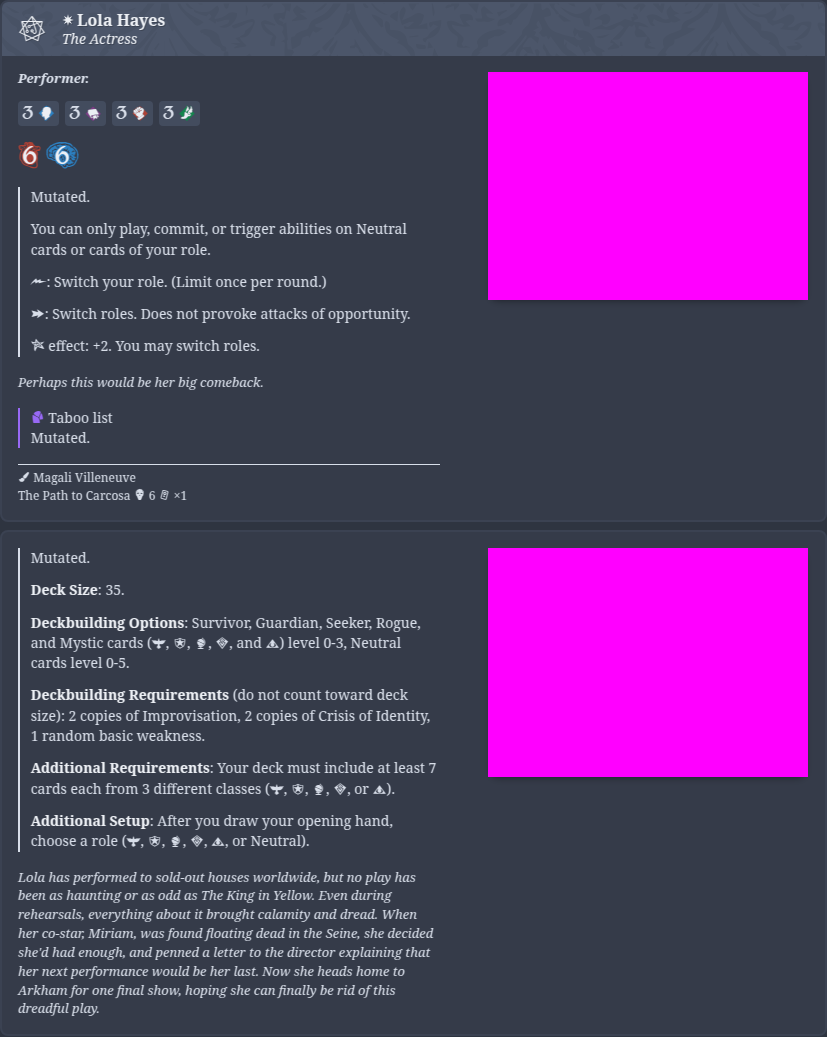 Lola Hayes
The Actress
Performer.
3 3 3 3
6 6
Mutated.
You can only play, commit, or trigger abilities on Neutral
cards or cards of your role.
: Switch your role. (Limit once per round.)
: Switch roles. Does not provoke attacks of opportunity.
effect: +2. You may switch roles.
Perhaps this would be her big comeback.
Taboo list
Mutated.
Magali Villeneuve
The Path to Carcosa 6 ×1
Mutated.
Deck Size: 35.
Deckbuilding Options: Survivor, Guardian, Seeker, Rogue,
and Mystic cards (, , , , and ) level 0-3, Neutral
cards level 0-5.
Deckbuilding Requirements (do not count toward deck
size): 2 copies of Improvisation, 2 copies of Crisis of Identity,
1 random basic weakness.
Additional Requirements: Your deck must include at least 7
cards each from 3 different classes (, , , , or ).
Additional Setup: After you draw your opening hand,
choose a role (, , , , , or Neutral).
Lola has performed to sold-out houses worldwide, but no play has
been as haunting or as odd as The King in Yellow. Even during
rehearsals, everything about it brought calamity and dread. When
her co-star, Miriam, was found floating dead in the Seine, she decided
she'd had enough, and penned a letter to the director explaining that
her next performance would be her last. Now she heads home to
Arkham for one final show, hoping she can finally be rid of this
dreadful play.